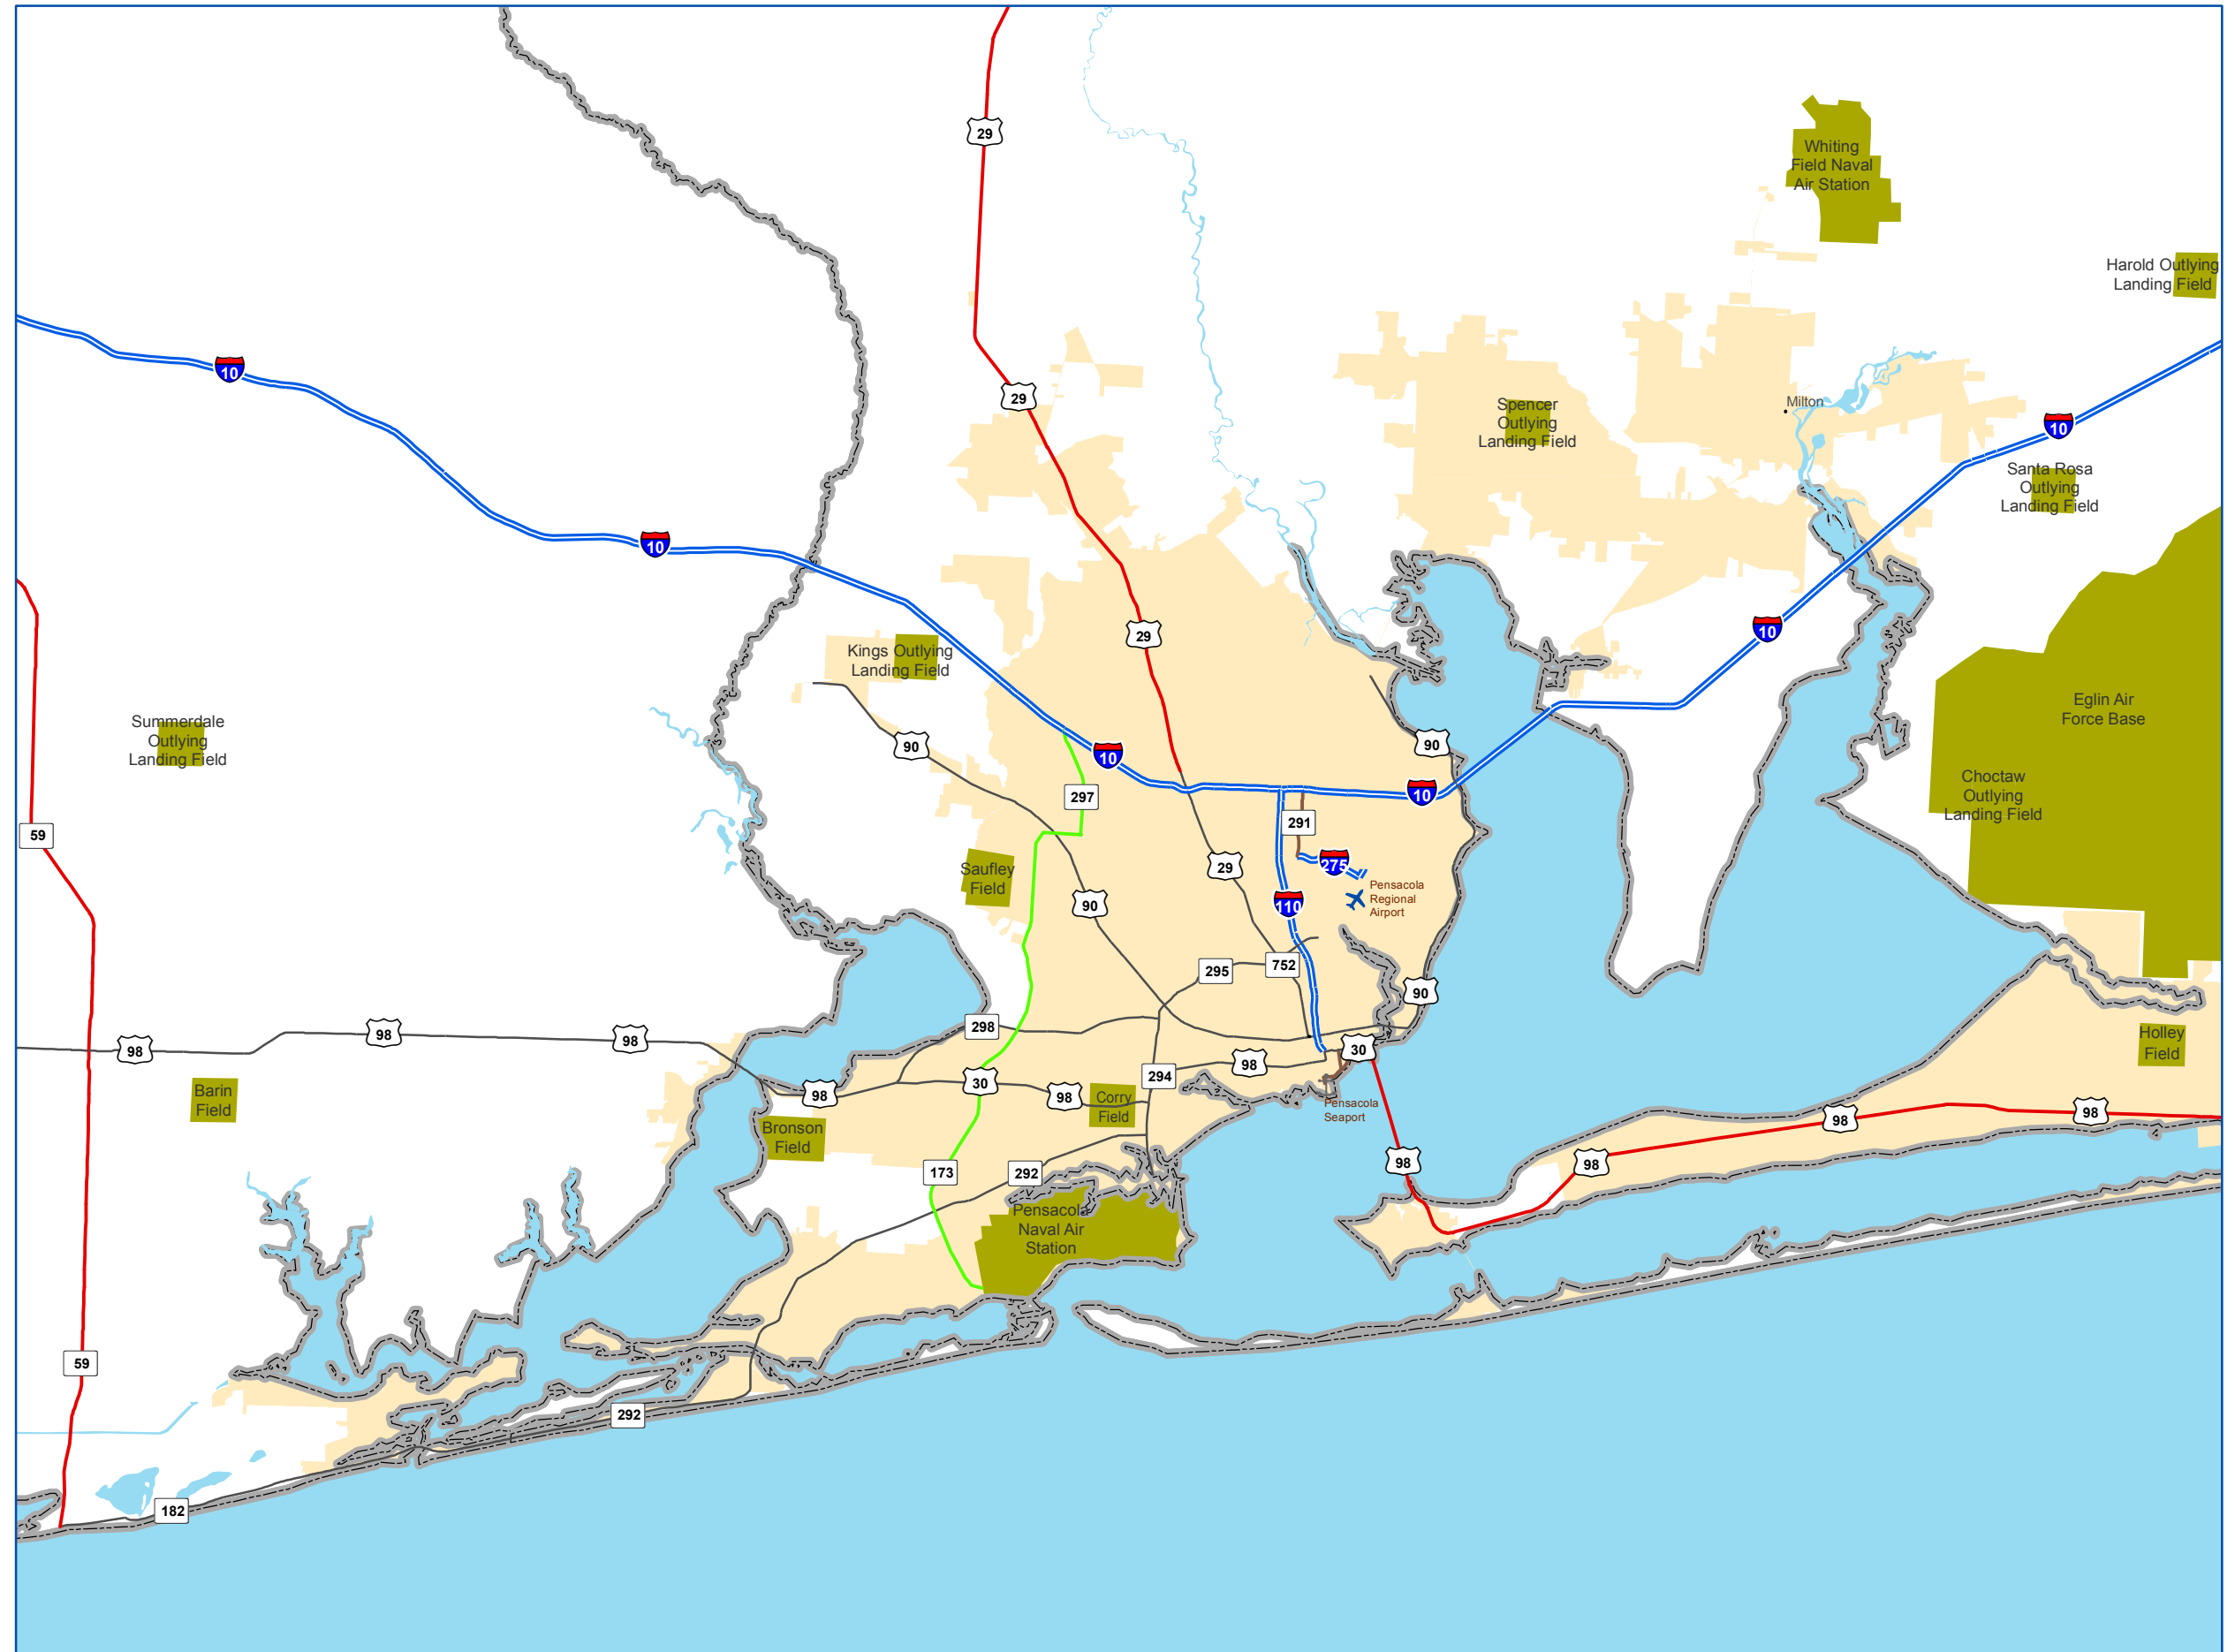 29
Whiting
Field Naval
Air Station
Harold Outlying
Landing Field
10
29
Milton
Spencer
Outlying
Landing Field
10
Santa Rosa
Outlying
Landing Field
10
29
10
Kings Outlying
Landing Field
Eglin Air
Force Base
Summerdale
Outlying
Landing Field
90
90
10
Choctaw
Outlying
Landing Field
297
10
291
59
Saufley
Field
29
275
Pensacola
Regional
Airport
90
110
295
752
90
298
98
98
98
30
Holley
Field
98
294
30
98
98
Barin
Field
Corry
Field
Pensacola
Seaport
98
98
Bronson
Field
98
98
173
292
Pensacola
Naval Air
Station
59
292
182